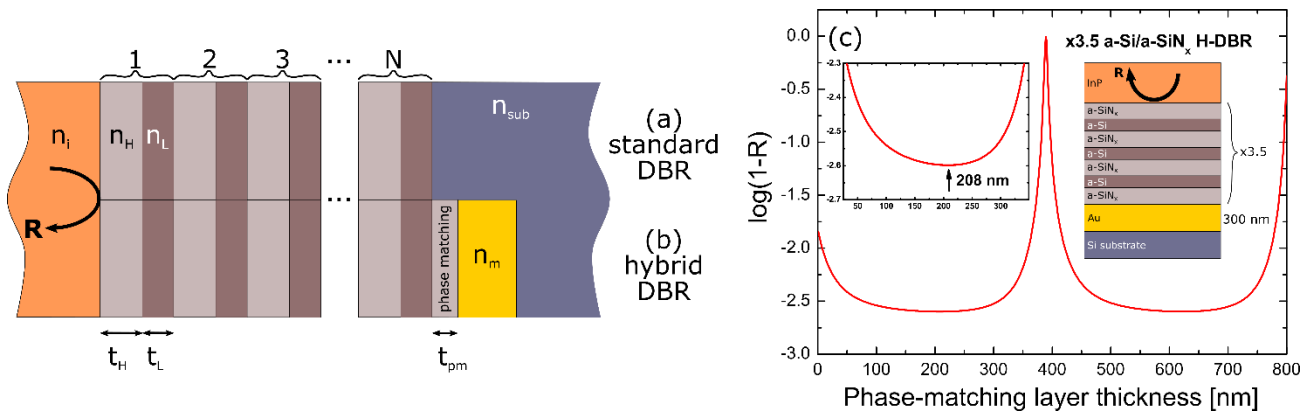 1 2 3 ... N
n_i n_H n_L n_sub
(a)
standard
DBR
R ...
(b)
hybrid
DBR
phase matching
n_m
t_H t_L t_pm
(c)
x3.5 a-Si/a-SiN_x H-DBR
R
InP
a-SiN_x
a-Si
a-SiN_x
a-Si
a-SiN_x
a-Si
a-SiN_x
x3.5
Au 300 nm
Si substrate
-2.3
-2.4
-2.5
-2.6
-2.7
208 nm
50 100 150 200 250 300
0.0
-0.5
-1.0
-1.5
-2.0
-2.5
-3.0
log(1-R)
0 100 200 300 400 500 600 700 800
Phase-matching layer thickness [nm]